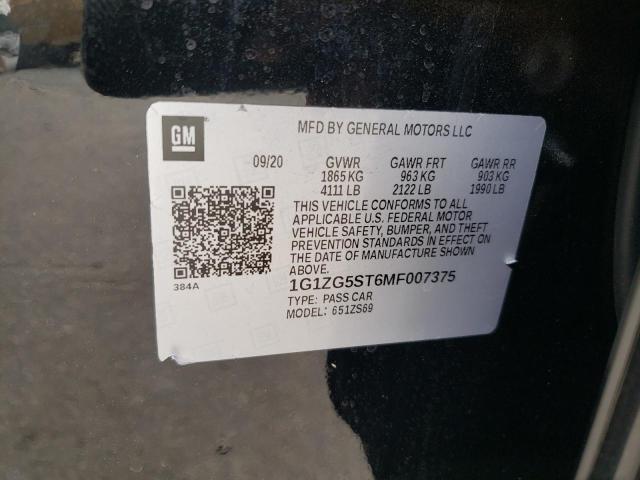 GM
MFD BY GENERAL MOTORS LLC
09/20 GVWR GAWR FRT GAWR RR
1865 KG 963 KG 903 KG
4111 LB 2122 LB 1990 LB
THIS VEHICLE CONFORMS TO ALL
APPLICABLE U.S. FEDERAL MOTOR
VEHICLE SAFETY, BUMPER, AND THEFT
PREVENTION STANDARDS IN EFFECT ON
THE DATE OF MANUFACTURE SHOWN
ABOVE.
384A
1G1ZG5ST6MF007375
TYPE: PASS CAR
MODEL: 651ZS69